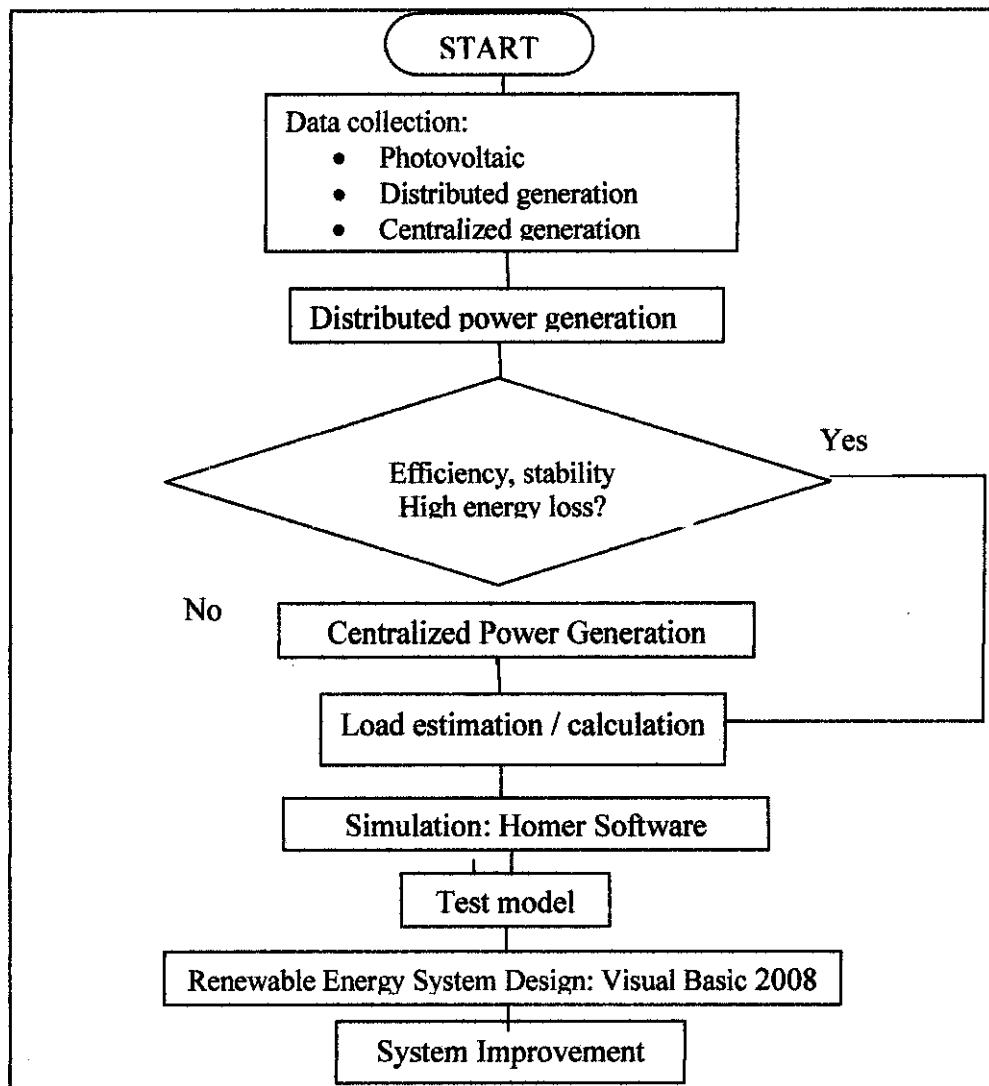 START
Data collection:
• Photovoltaic
• Distributed generation
• Centralized generation
Distributed power generation
Yes
Efficiency, stability
High energy loss?
No
Centralized Power Generation
Load estimation / calculation
Simulation: Homer Software
Test model
Renewable Energy System Design: Visual Basic 2008
System Improvement